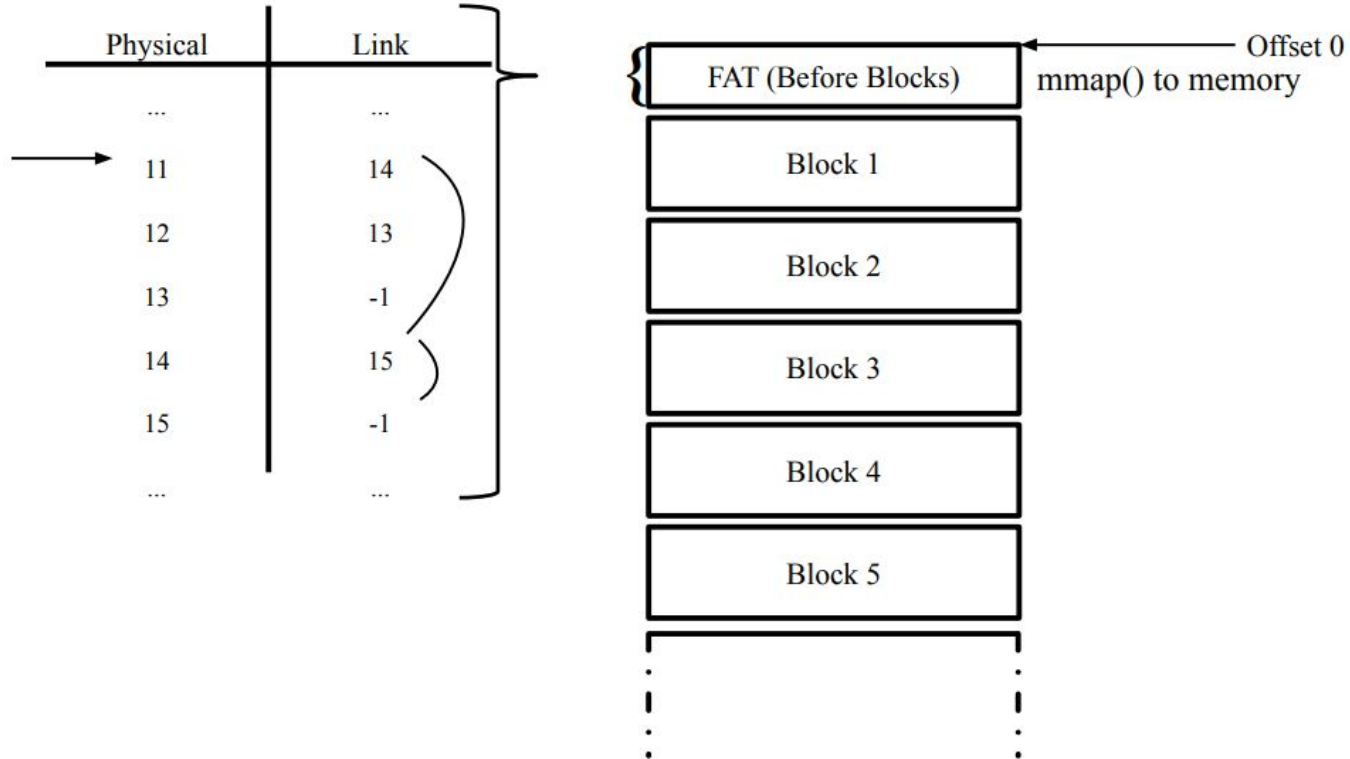 Physical Link
... ...
11 14
12 13
13 -1
14 15
15 -1
... ...
Offset 0
FAT (Before Blocks) mmap() to memory
Block 1
Block 2
Block 3
Block 4
Block 5